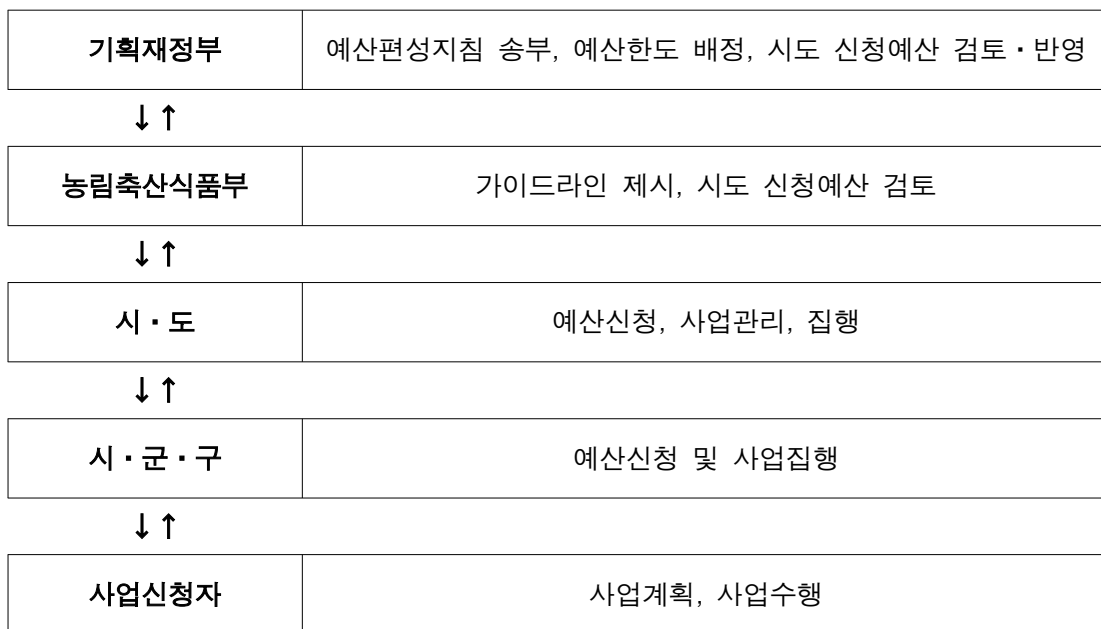 기획재정부 예산편성지침 송부, 예산한도 배정, 시도 신청예산 검토·반영
↓↑
농림축산식품부 가이드라인 제시, 시도 신청예산 검토
↓↑
시·도 예산신청, 사업관리, 집행
↓↑
시·군·구 예산신청 및 사업집행
↓↑
사업신청자 사업계획, 사업수행